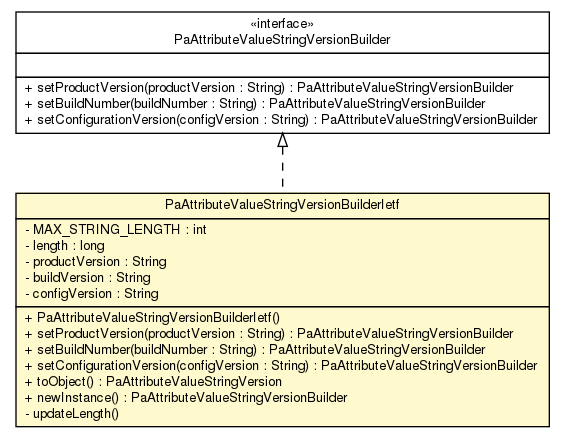 «interface»
PaAttributeValueStringVersionBuilder
+ setProductVersion(productVersion : String) : PaAttributeValueStringVersionBuilder
+ setBuildNumber(buildNumber : String) : PaAttributeValueStringVersionBuilder
+ setConfigurationVersion(configVersion : String) : PaAttributeValueStringVersionBuilder
PaAttributeValueStringVersionBuilderIetf
- MAX_STRING_LENGTH : int
- length : long
- productVersion : String
- buildVersion : String
- configVersion : String
+ PaAttributeValueStringVersionBuilderIetf()
+ setProductVersion(productVersion : String) : PaAttributeValueStringVersionBuilder
+ setBuildNumber(buildNumber : String) : PaAttributeValueStringVersionBuilder
+ setConfigurationVersion(configVersion : String) : PaAttributeValueStringVersionBuilder
+ toObject() : PaAttributeValueStringVersion
+ newInstance() : PaAttributeValueStringVersionBuilder
- updateLength()